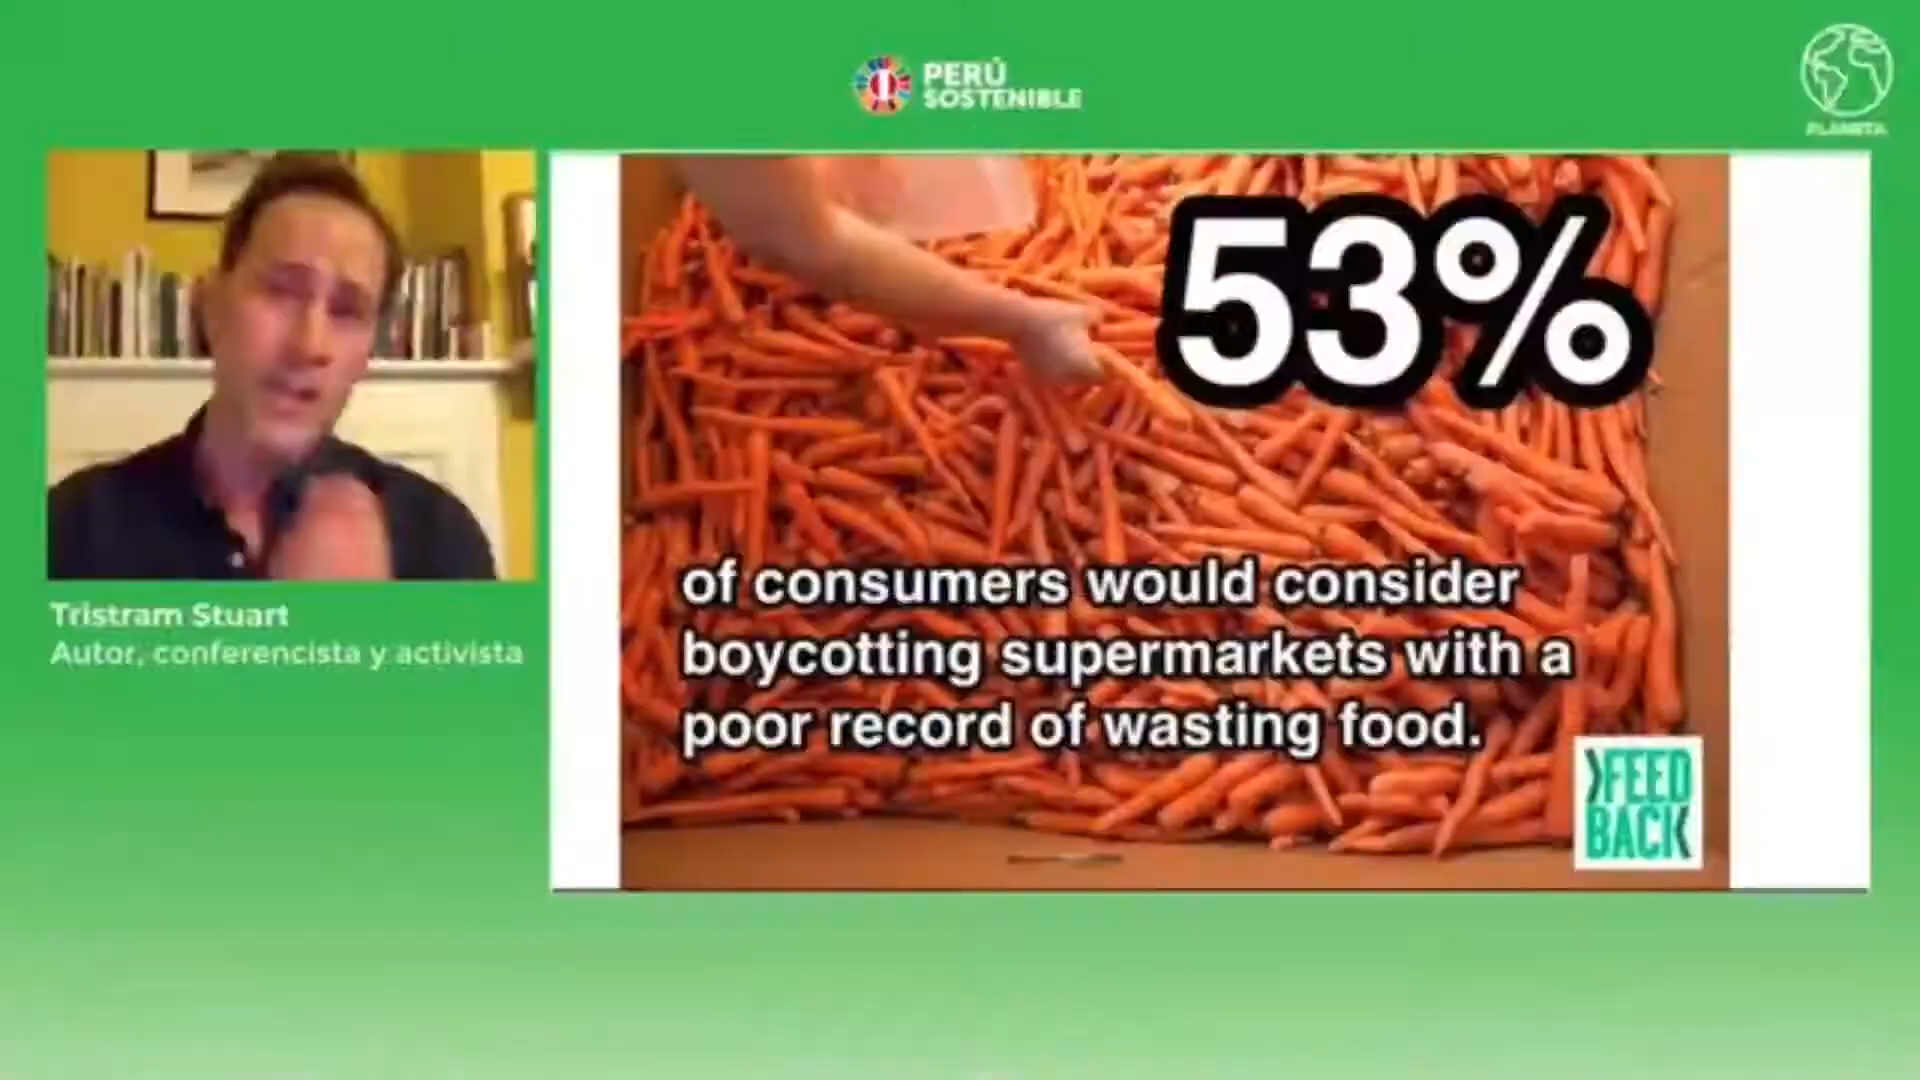 PERÚ
SOSTENIBLE
PLANETA
53%
of consumers would consider
boycotting supermarkets with a
poor record of wasting food.
FEED
BACK
Tristram Stuart
Autor, conferencista y activista